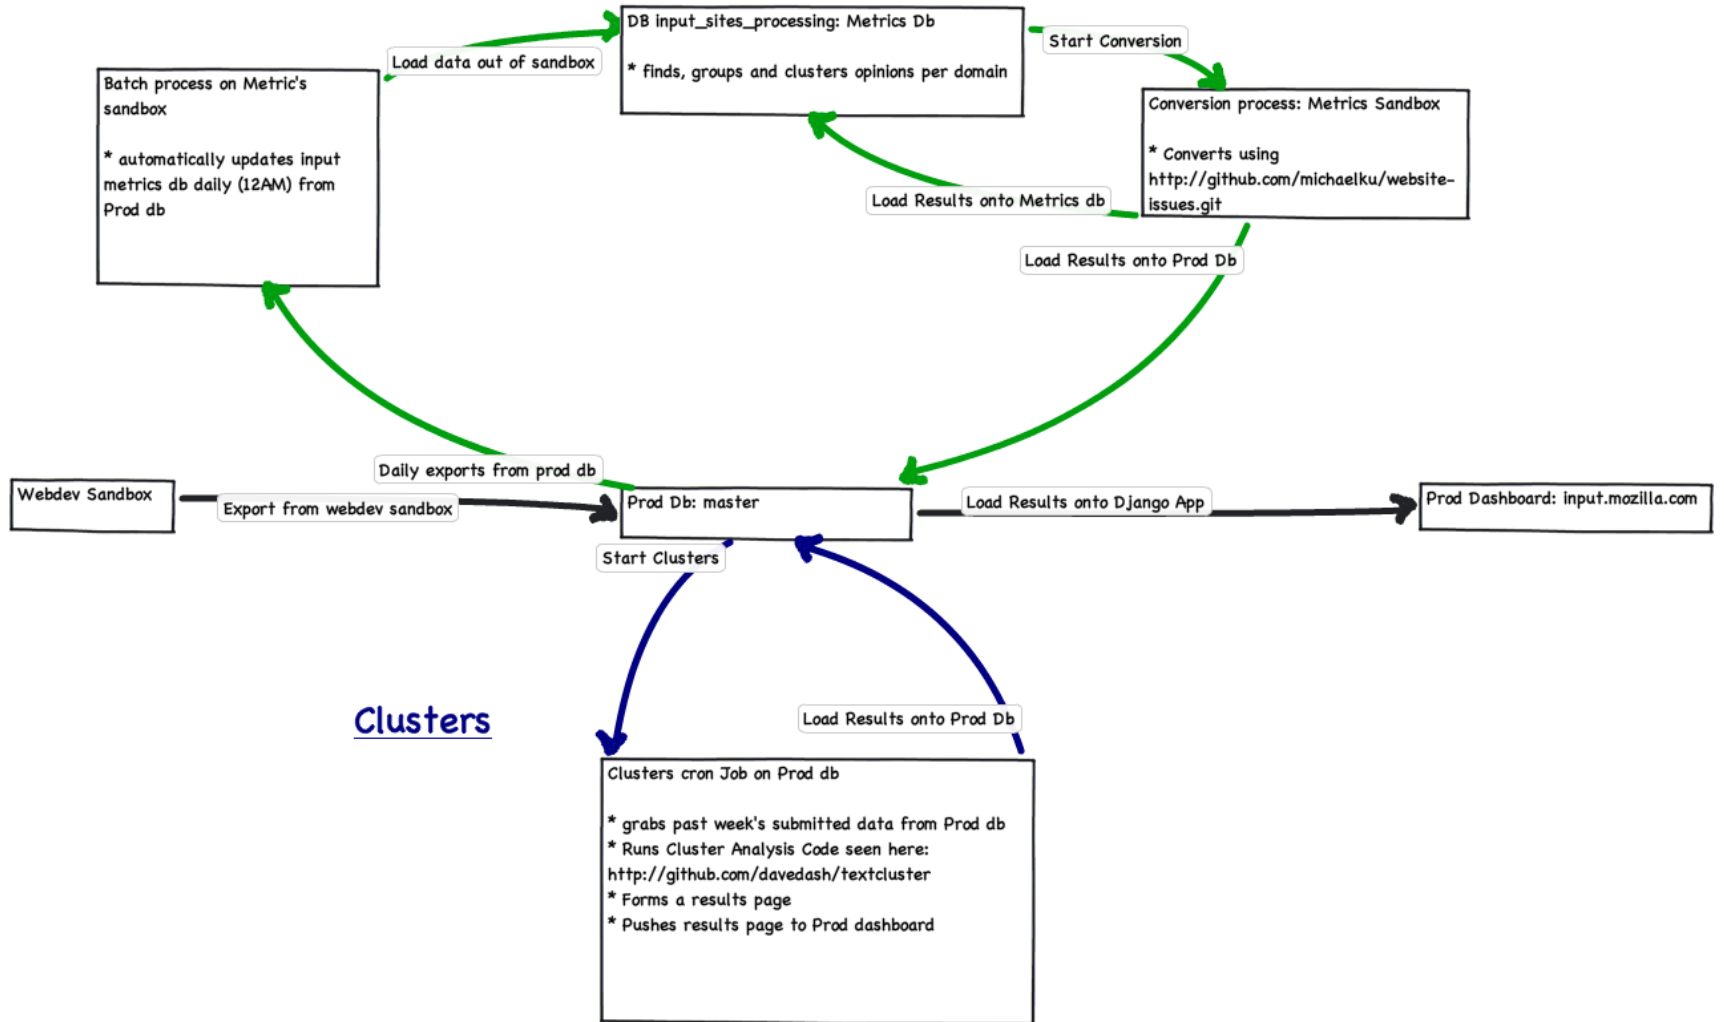 DB input_sites_processing: Metrics Db
* finds, groups and clusters opinions per domain
Load data out of sandbox
Start Conversion
Batch process on Metric's
sandbox
* automatically updates input
metrics db daily (12AM) from
Prod db
Conversion process: Metrics Sandbox
* Converts using
http://github.com/michaelku/website-
issues.git
Load Results onto Metrics db
Load Results onto Prod Db
Daily exports from prod db
Webdev Sandbox
Export from webdev sandbox
Prod Db: master
Load Results onto Django App
Prod Dashboard: input.mozilla.com
Start Clusters
Clusters
Load Results onto Prod Db
Clusters cron Job on Prod db
* grabs past week's submitted data from Prod db
* Runs Cluster Analysis Code seen here:
http://github.com/davedash/textcluster
* Forms a results page
* Pushes results page to Prod dashboard